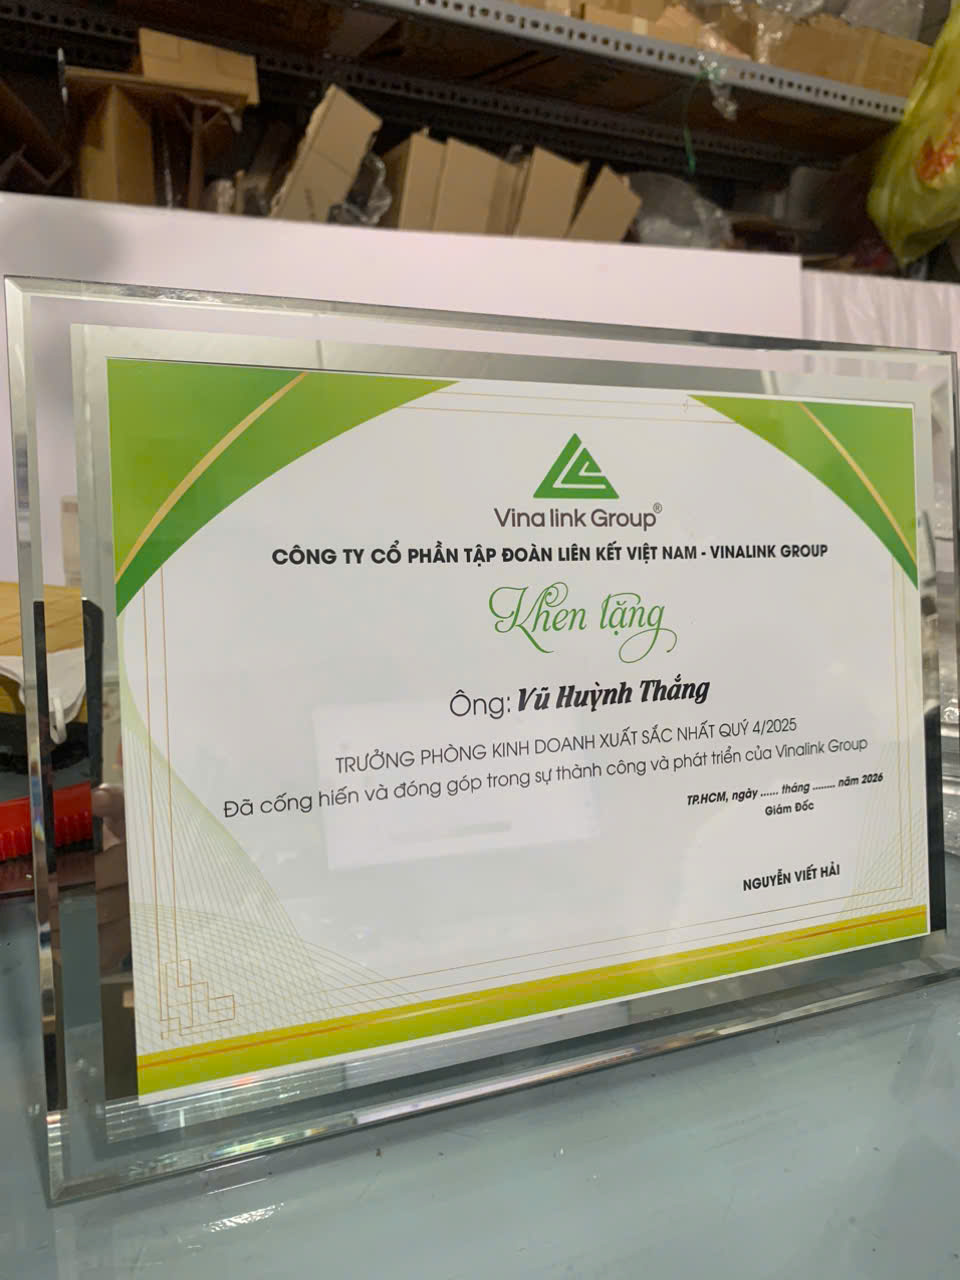 Vina link Group®
CÔNG TY CỔ PHẦN TẬP ĐOÀN LIÊN KẾT VIỆT NAM - VINALINK GROUP
Khen tặng
Ông: Vũ Huỳnh Thắng
TRƯỞNG PHÒNG KINH DOANH XUẤT SẮC NHẤT QUÝ 4/2025
Đã cống hiến và đóng góp trong sự thành công và phát triển của Vinalink Group
TP.HCM, ngày ...... tháng ........ năm 2026
Giám Đốc
NGUYỄN VIẾT HẢI